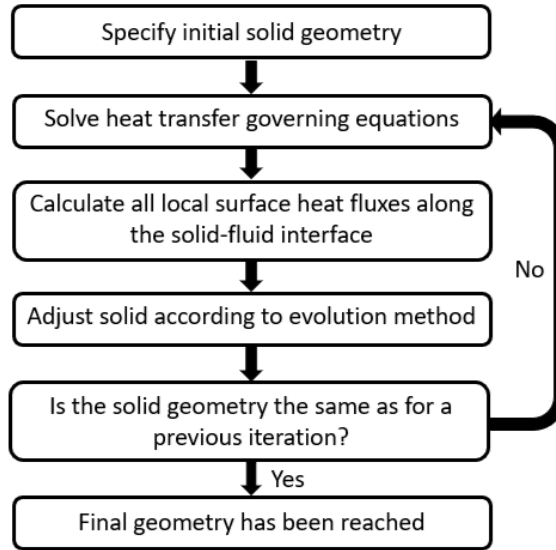 Specify initial solid geometry
Solve heat transfer governing equations
Calculate all local surface heat fluxes along
the solid-fluid interface
No
Adjust solid according to evolution method
Is the solid geometry the same as for a
previous iteration?
Yes
Final geometry has been reached